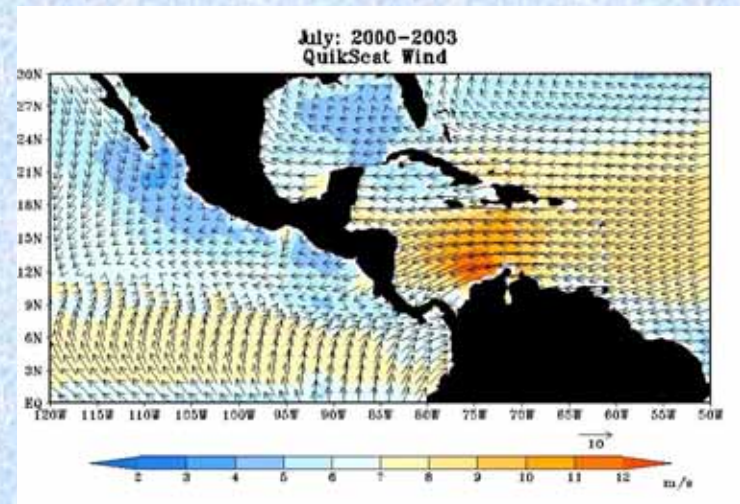 July: 2000-2003
QuikScat Wind
30N
27N
24N
21N
18N
15N
12N
9N
6N
3N
EQ
120W 115W 110W 105W 100W 95W 90W 85W 80W 75W 70W 65W 60W 55W 50W
10
2 3 4 5 6 7 8 9 10 11 12
m/s